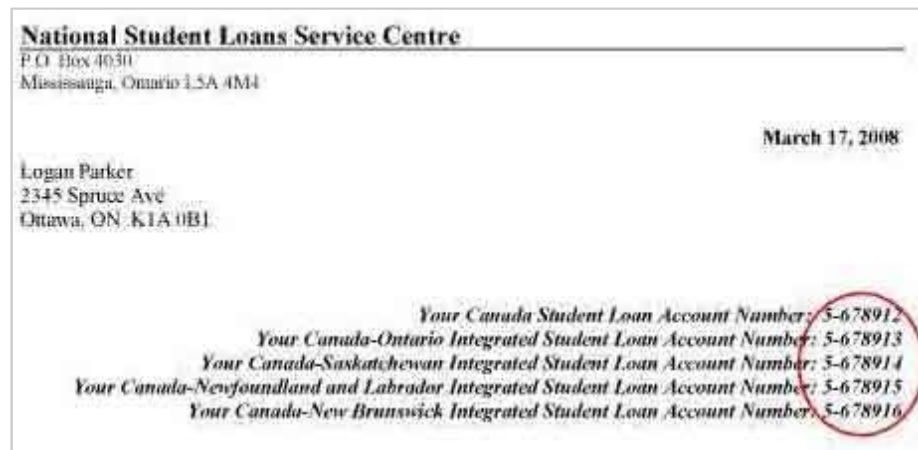 National Student Loans Service Centre
P.O. Box 4030
Mississauga, Ontario L5A 4M4
March 17, 2008
Logan Parker
2345 Spruce Ave
Ottawa, ON K1A 0B1
Your Canada Student Loan Account Number: 5-678912
Your Canada-Ontario Integrated Student Loan Account Number: 5-678913
Your Canada-Saskatchewan Integrated Student Loan Account Number: 5-678914
Your Canada-Newfoundland and Labrador Integrated Student Loan Account Number: 5-678915
Your Canada-New Brunswick Integrated Student Loan Account Number: 5-678916